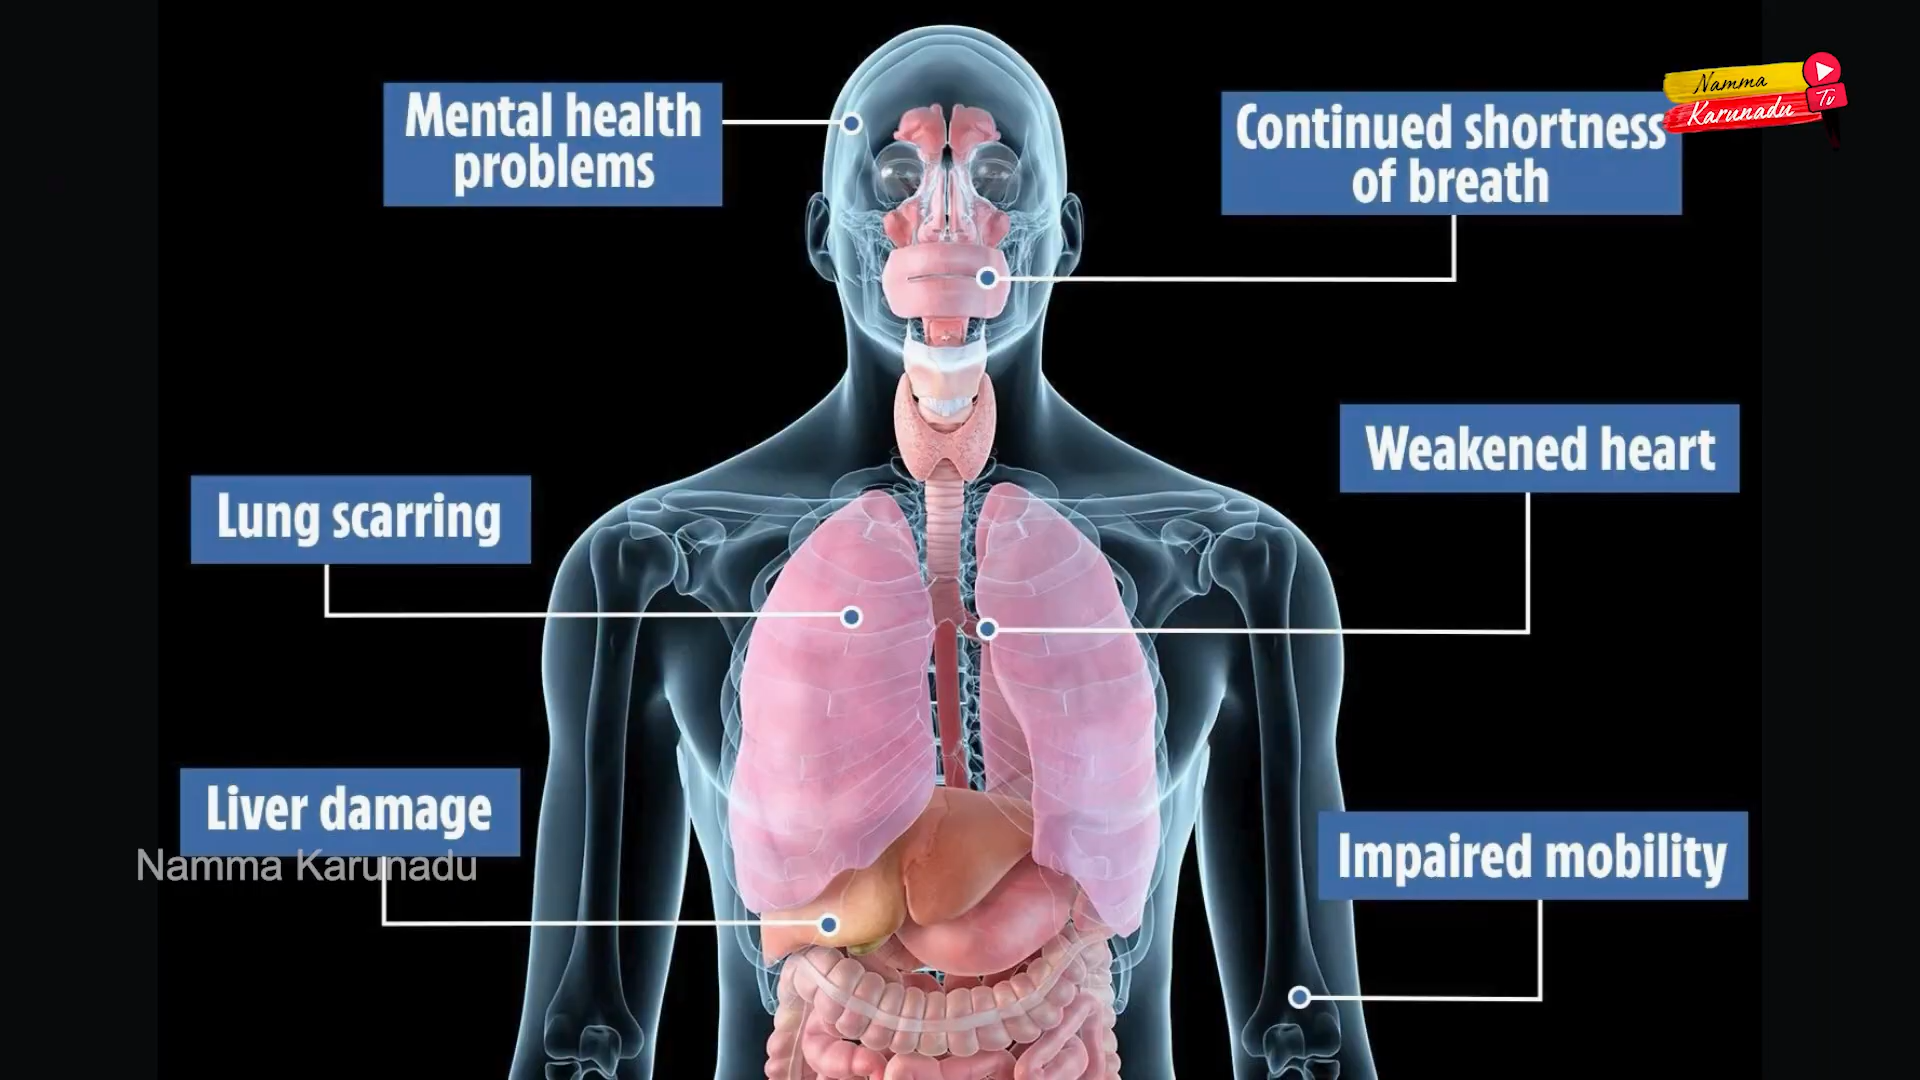 Mental health
problems
Continued shortness
of breath
Namma
Karunadu
Tv
Weakened heart
Lung scarring
Liver damage
Namma Karunadu
Impaired mobility